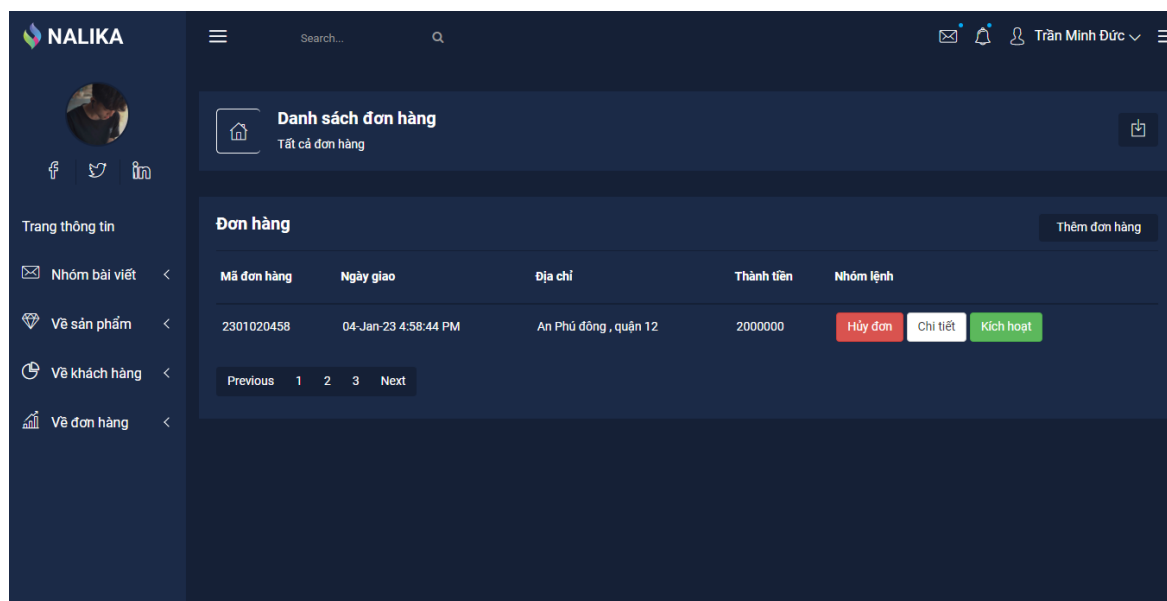 NALIKA
Search...
Trần Minh Đức
Danh sách đơn hàng
Tất cả đơn hàng
Trang thông tin
Nhóm bài viết
Về sản phẩm
Về khách hàng
Về đơn hàng
Đơn hàng
Thêm đơn hàng
Mã đơn hàng Ngày giao Địa chỉ Thành tiền Nhóm lệnh
2301020458 04-Jan-23 4:58:44 PM An Phú đông , quận 12 2000000 Hủy đơn Chi tiết Kích hoạt
Previous 1 2 3 Next